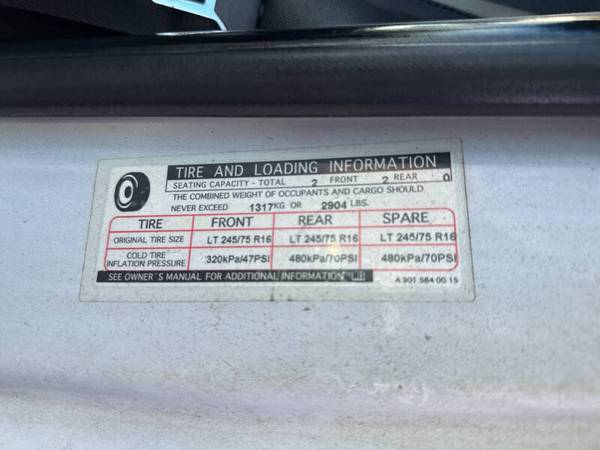 TIRE AND LOADING INFORMATION
SEATING CAPACITY - TOTAL 2 FRONT 2 REAR 0
THE COMBINED WEIGHT OF OCCUPANTS AND CARGO SHOULD
NEVER EXCEED 1317 KG OR 2904 LBS.
TIRE FRONT REAR SPARE
ORIGINAL TIRE SIZE LT 245/75 R16 LT 245/75 R16 LT 245/75 R16
COLD TIRE
INFLATION PRESSURE 320kPa/47PSI 480kPa/70PSI 480kPa/70PSI
SEE OWNER´S MANUAL FOR ADDITIONAL INFORMATION
A 901 584 00 15